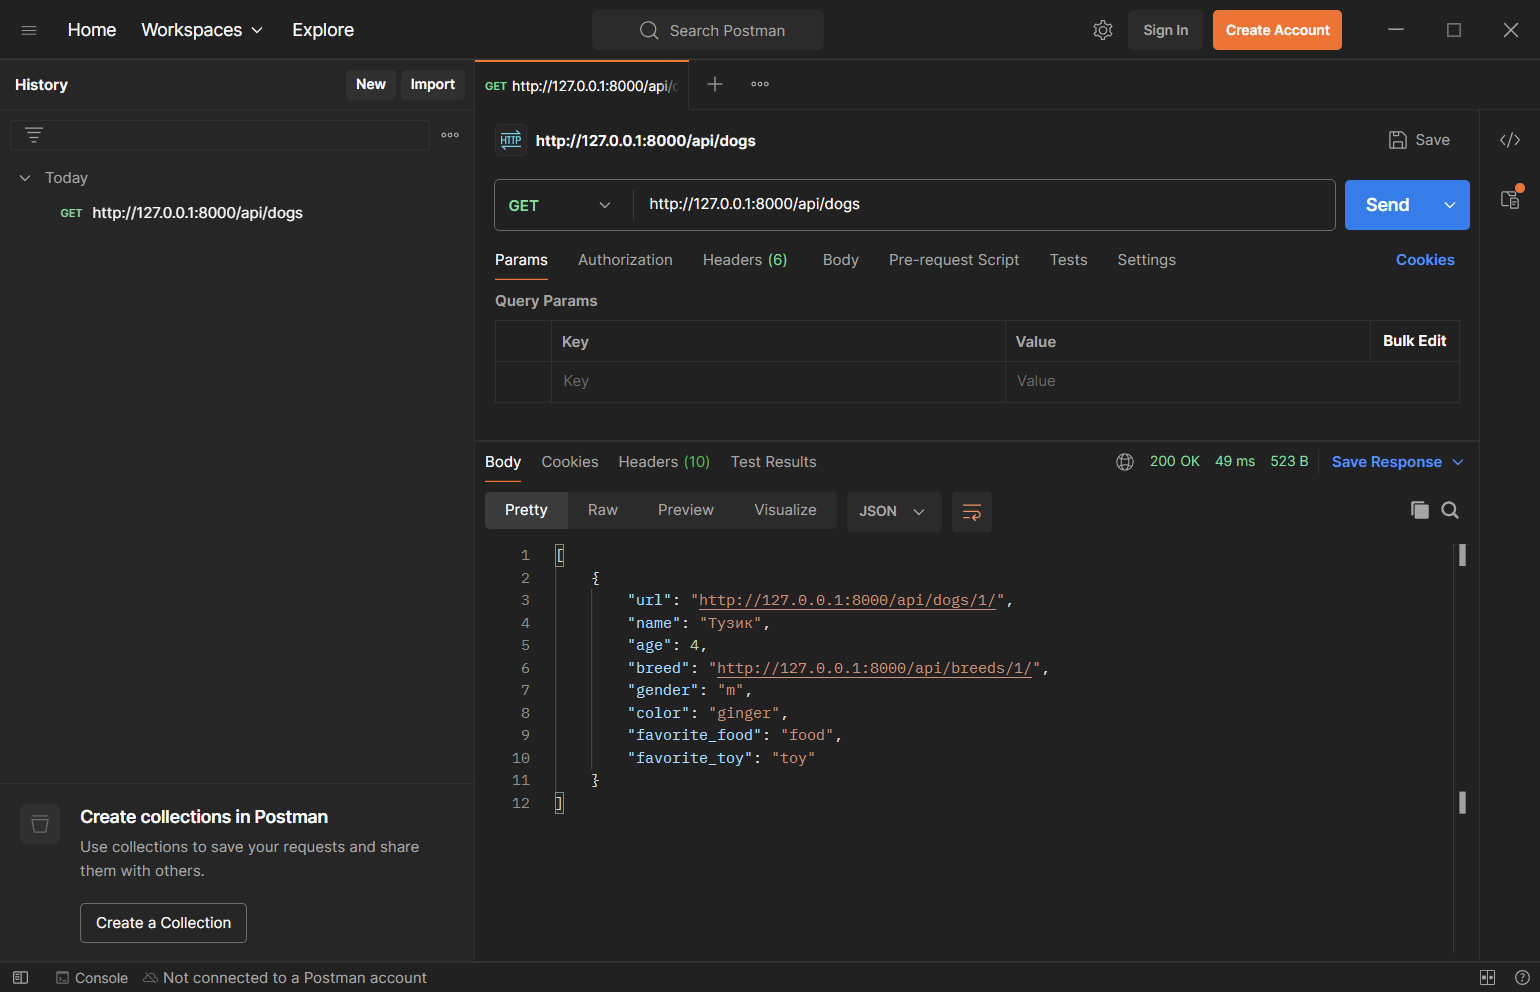 Home Workspaces Explore Search Postman Sign In Create Account
History New Import
GET http://127.0.0.1:8000/api/d
Today
GET http://127.0.0.1:8000/api/dogs
HTTP http://127.0.0.1:8000/api/dogs Save
GET http://127.0.0.1:8000/api/dogs Send
Params Authorization Headers (6) Body Pre-request Script Tests Settings Cookies
Query Params
Key Value Bulk Edit
Key Value
Body Cookies Headers (10) Test Results 200 OK 49 ms 523 B Save Response
Pretty Raw Preview Visualize JSON
1 [
2 {
3 "url": "http://127.0.0.1:8000/api/dogs/1/",
4 "name": "Тузик",
5 "age": 4,
6 "breed": "http://127.0.0.1:8000/api/breeds/1/",
7 "gender": "m",
8 "color": "ginger",
9 "favorite_food": "food",
10 "favorite_toy": "toy"
11 }
12 ]
Create collections in Postman
Use collections to save your requests and share
them with others.
Create a Collection
Console Not connected to a Postman account